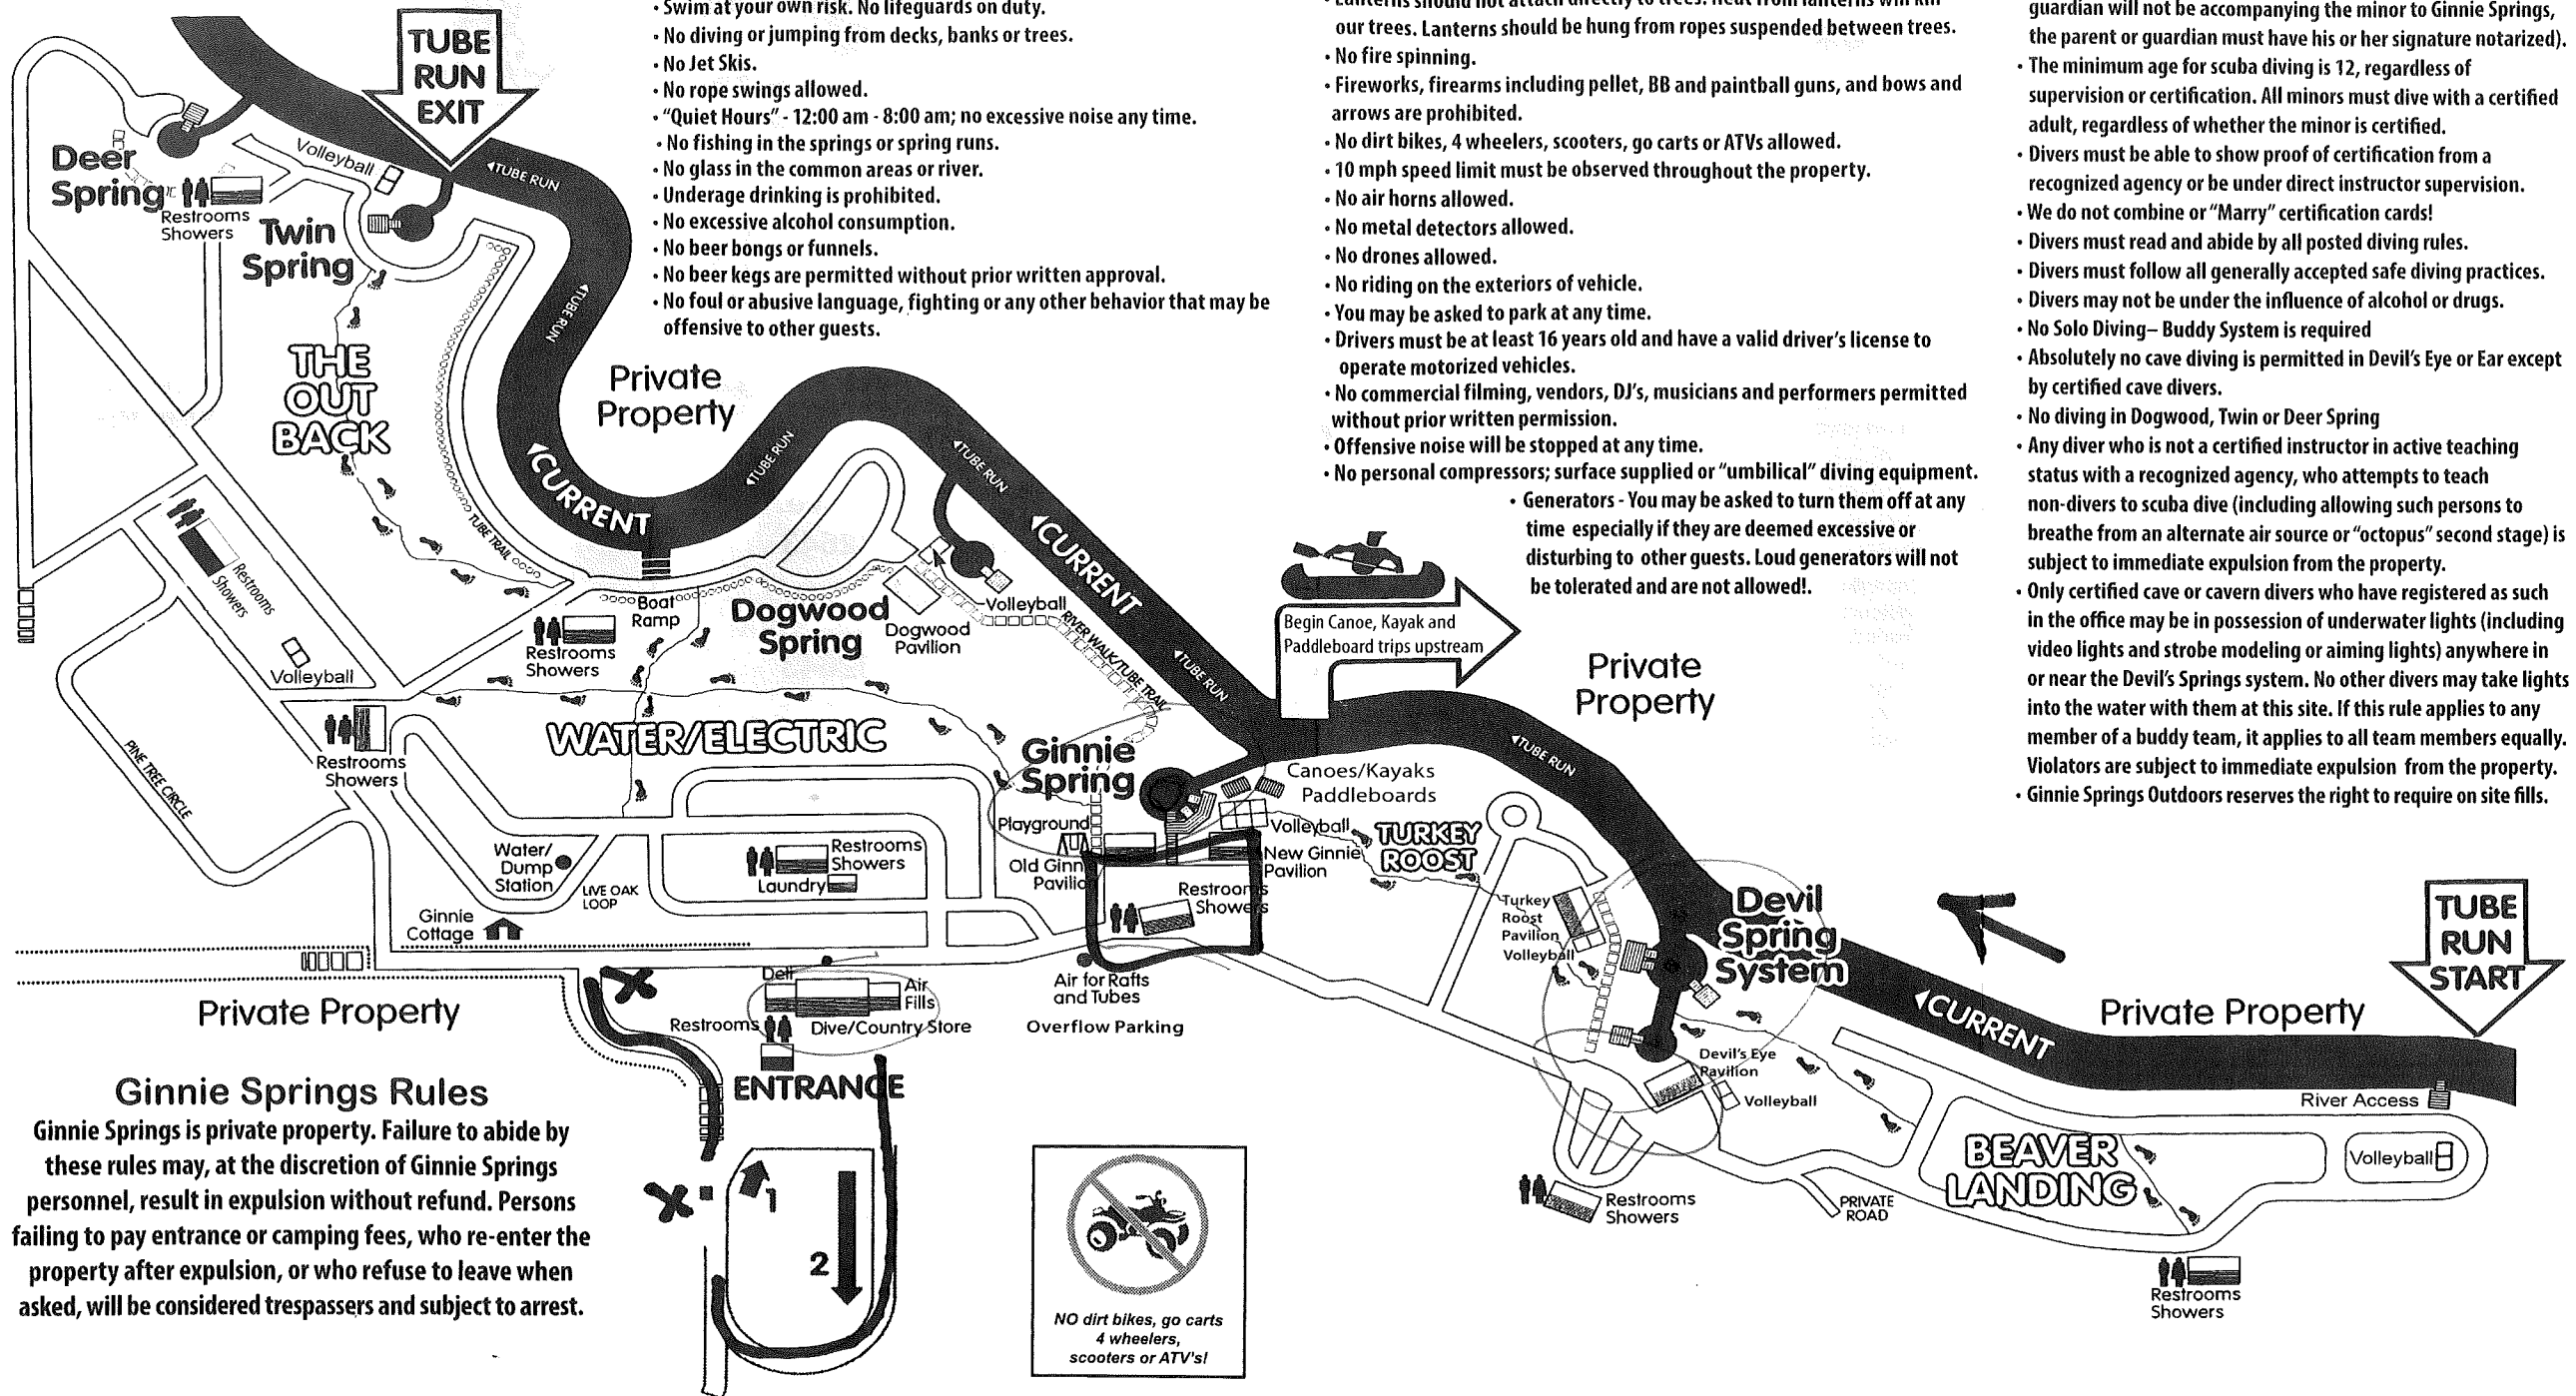 • Swim at your own risk. No lifeguards on duty.
• No diving or jumping from decks, banks or trees.
• No Jet Skis.
• No rope swings allowed.
• "Quiet Hours" - 12:00 am - 8:00 am; no excessive noise any time.
• No fishing in the springs or spring runs.
• No glass in the common areas or river.
• Underage drinking is prohibited.
• No excessive alcohol consumption.
• No beer bongs or funnels.
• No beer kegs are permitted without prior written approval.
• No foul or abusive language, fighting or any other behavior that may be
offensive to other guests.
• Lanterns should not attach directly to trees. Heat from lanterns will kill
our trees. Lanterns should be hung from ropes suspended between trees.
• No fire spinning.
• Fireworks, firearms including pellet, BB and paintball guns, and bows and
arrows are prohibited.
• No dirt bikes, 4 wheelers, scooters, go carts or ATVs allowed.
• 10 mph speed limit must be observed throughout the property.
• No air horns allowed.
• No metal detectors allowed.
• No drones allowed.
• No riding on the exteriors of vehicle.
• You may be asked to park at any time.
• Drivers must be at least 16 years old and have a valid driver's license to
operate motorized vehicles.
• No commercial filming, vendors, DJ's, musicians and performers permitted
without prior written permission.
• Offensive noise will be stopped at any time.
• No personal compressors; surface supplied or "umbilical" diving equipment.
• Generators - You may be asked to turn them off at any
time especially if they are deemed excessive or
disturbing to other guests. Loud generators will not
be tolerated and are not allowed!.
guardian will not be accompanying the minor to Ginnie Springs,
the parent or guardian must have his or her signature notarized).
• The minimum age for scuba diving is 12, regardless of
supervision or certification. All minors must dive with a certified
adult, regardless of whether the minor is certified.
• Divers must be able to show proof of certification from a
recognized agency or be under direct instructor supervision.
• We do not combine or "Marry" certification cards!
• Divers must read and abide by all posted diving rules.
• Divers must follow all generally accepted safe diving practices.
• Divers may not be under the influence of alcohol or drugs.
• No Solo Diving– Buddy System is required
• Absolutely no cave diving is permitted in Devil's Eye or Ear except
by certified cave divers.
• No diving in Dogwood, Twin or Deer Spring
• Any diver who is not a certified instructor in active teaching
status with a recognized agency, who attempts to teach
non-divers to scuba dive (including allowing such persons to
breathe from an alternate air source or "octopus" second stage) is
subject to immediate expulsion from the property.
• Only certified cave or cavern divers who have registered as such
in the office may be in possession of underwater lights (including
video lights and strobe modeling or aiming lights) anywhere in
or near the Devil's Springs system. No other divers may take lights
into the water with them at this site. If this rule applies to any
member of a buddy team, it applies to all team members equally.
Violators are subject to immediate expulsion from the property.
• Ginnie Springs Outdoors reserves the right to require on site fills.
TUBE
RUN
EXIT
Deer
Spring
Restrooms
Showers
Volleyball
Twin
Spring
TUBE RUN
TUBE RUN
THE
OUT
BACK
Private
Property
CURRENT
TUBE RUN
TUBE RUN
TUBE TRAIL
Restrooms
Showers
Volleyball
Boat
Ramp
Restrooms
Showers
Dogwood
Spring
Dogwood
Pavilion
Volleyball
RIVER WALK/TUBE TRAIL
CURRENT
TUBE RUN
Begin Canoe, Kayak and
Paddleboard trips upstream
Private
Property
TUBE RUN
WATER/ELECTRIC
Restrooms
Showers
PINE TREE CIRCLE
Ginnie
Spring
Canoes/Kayaks
Paddleboards
Playground
Volleyball
TURKEY
ROOST
Old Ginn
Pavilio
New Ginnie
Pavilion
Restrooms
Showers
Water/
Dump
Station
LIVE OAK
LOOP
Restrooms
Showers
Laundry
Ginnie
Cottage
Turkey
Roost
Pavilion
Volleyball
Devil
Spring
System
TUBE
RUN
START
CURRENT
Private Property
Private Property
Deli
Air
Fills
Restrooms
Dive/Country Store
Air for Rafts
and Tubes
Overflow Parking
ENTRANCE
Devil's Eye
Pavilion
Volleyball
River Access
BEAVER
LANDING
Volleyball
PRIVATE
ROAD
Restrooms
Showers
Restrooms
Showers
Ginnie Springs Rules
Ginnie Springs is private property. Failure to abide by
these rules may, at the discretion of Ginnie Springs
personnel, result in expulsion without refund. Persons
failing to pay entrance or camping fees, who re-enter the
property after expulsion, or who refuse to leave when
asked, will be considered trespassers and subject to arrest.
1
2
NO dirt bikes, go carts
4 wheelers,
scooters or ATV's!